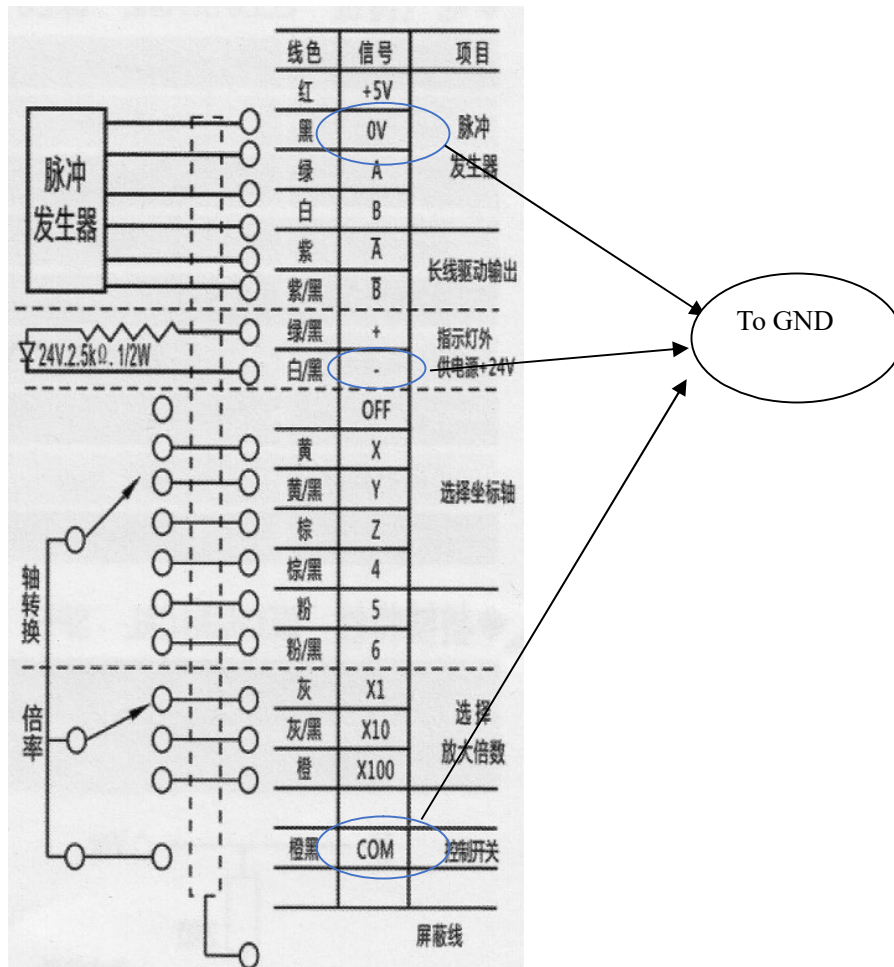 线色 信号 项目
红 +5V
黑 0V 脉冲
绿 A 发生器
白 B
紫 A̅ 长线驱动输出
紫/黑 B̅
脉冲
发生器
24V.2.5kΩ.1/2W
绿/黑 + 指示灯外
白/黑 - 供电源+24V
OFF
黄 X
黄/黑 Y 选择坐标轴
棕 Z
棕/黑 4
粉 5
粉/黑 6
轴转换
灰 X1 选择
灰/黑 X10 放大倍数
橙 X100
倍率
橙黑 COM 控制开关
屏蔽线
To GND